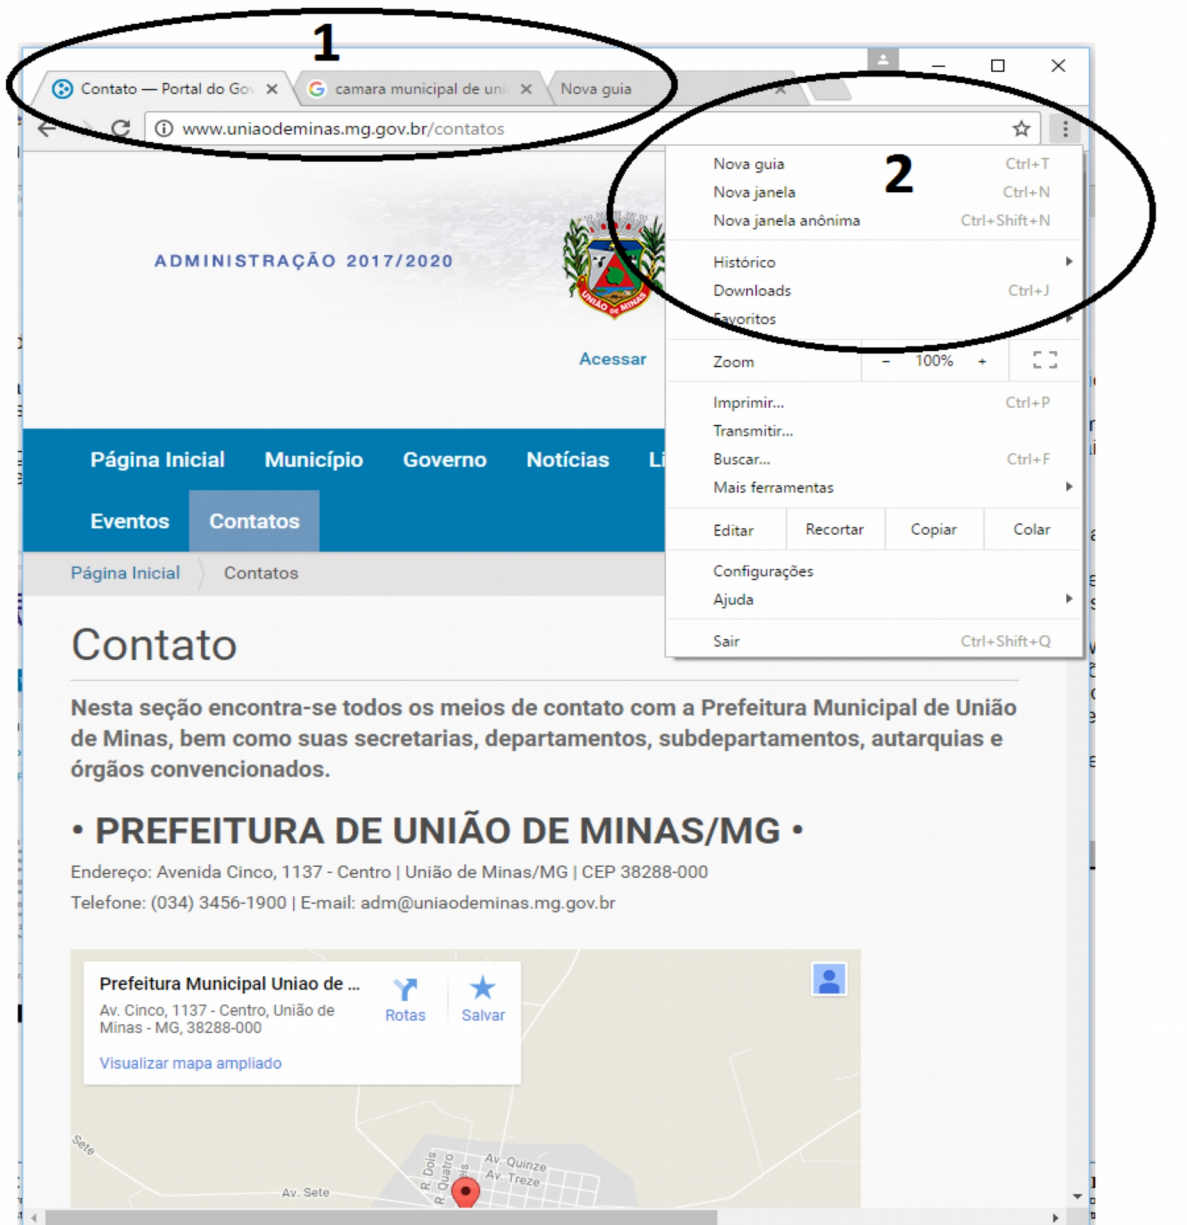 1
Contato — Portal do Gov
camara municipal de uni
Nova guia
www.uniaodeminas.mg.gov.br/contatos
2
Nova guia Ctrl+T
Nova janela Ctrl+N
Nova janela anônima Ctrl+Shift+N
Histórico
Downloads Ctrl+J
Favoritos
Zoom - 100% +
Imprimir... Ctrl+P
Transmitir...
Buscar... Ctrl+F
Mais ferramentas
Editar Recortar Copiar Colar
Configurações
Ajuda
Sair Ctrl+Shift+Q
ADMINISTRAÇÃO 2017/2020
UNIÃO DE MINAS
Acessar
Página Inicial Município Governo Notícias Li
Eventos Contatos
Página Inicial Contatos
Contato
Nesta seção encontra-se todos os meios de contato com a Prefeitura Municipal de União
de Minas, bem como suas secretarias, departamentos, subdepartamentos, autarquias e
órgãos convencionados.
• PREFEITURA DE UNIÃO DE MINAS/MG •
Endereço: Avenida Cinco, 1137 - Centro | União de Minas/MG | CEP 38288-000
Telefone: (034) 3456-1900 | E-mail: adm@uniaodeminas.mg.gov.br
Prefeitura Municipal Uniao de ...
Av. Cinco, 1137 - Centro, União de
Minas - MG, 38288-000
Rotas
Salvar
Visualizar mapa ampliado
Sete
R. Dois
R. Quatro
Av. Quinze
Av. Treze
Av. Sete